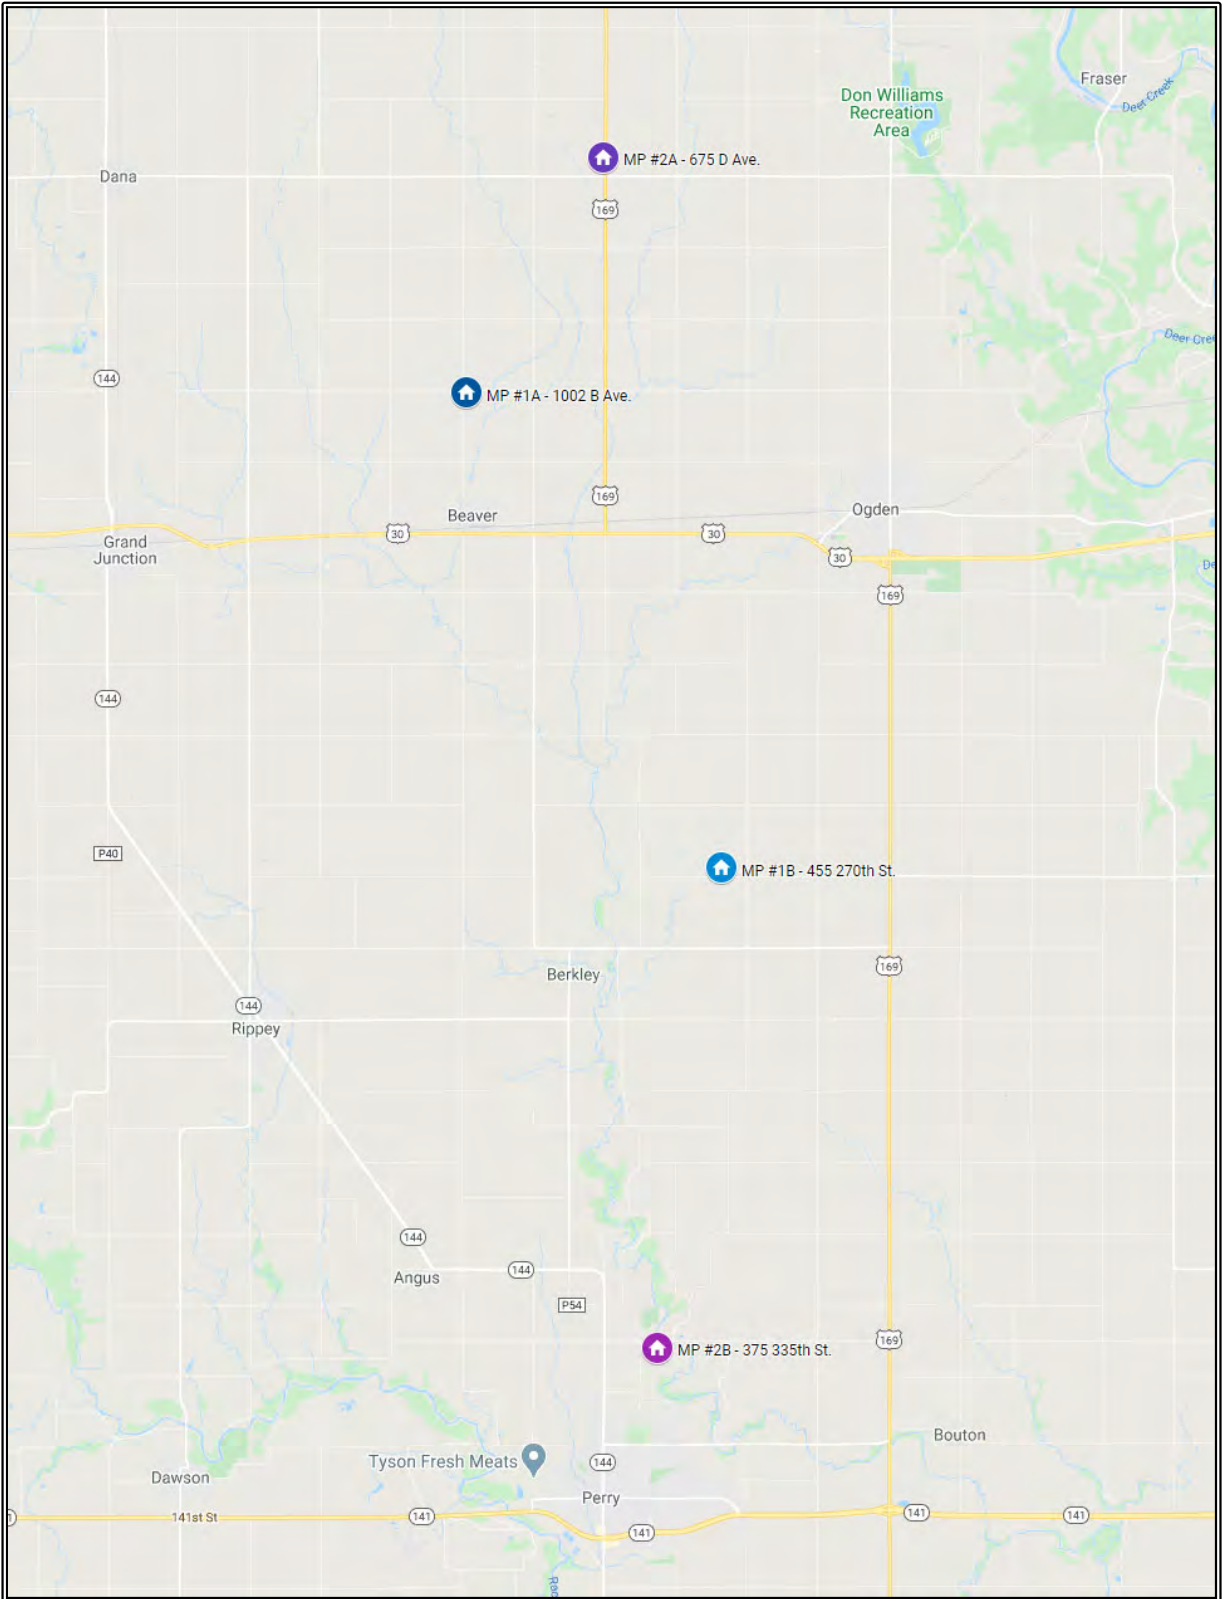 Fraser
Deer Creek
Don Williams
Recreation
Area
MP #2A - 675 D Ave.
Dana
169
Deer Cre
144
MP #1A - 1002 B Ave.
169
Beaver
Ogden
30
30
30
Grand
Junction
De
169
144
P40
MP #1B - 455 270th St.
169
Berkley
144
Rippey
144
144
Angus
P54
169
MP #2B - 375 335th St.
Bouton
Tyson Fresh Meats
144
Dawson
Perry
141st St
141
141
141
141
Rac